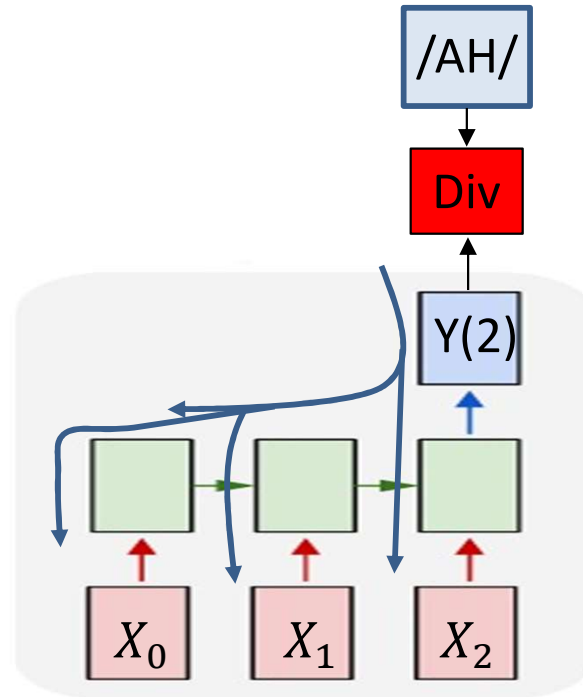 /AH/
Div
Y(2)
X₀ X₁ X₂